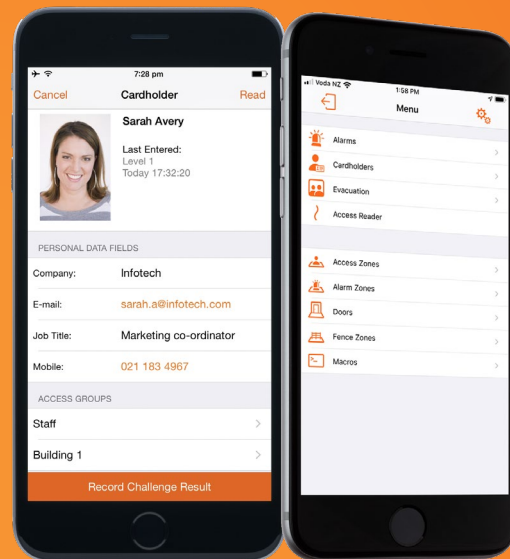 7:28 pm
Cancel
Cardholder
Read
Sarah Avery
Last Entered:
Level 1
Today 17:32:20
PERSONAL DATA FIELDS
Company: Infotech
E-mail: sarah.a@infotech.com
Job Title: Marketing co-ordinator
Mobile: 021 183 4967
ACCESS GROUPS
Staff
Building 1
Record Challenge Result
Voda NZ
1:58 PM
Menu
Alarms
Cardholders
Evacuation
Access Reader
Access Zones
Alarm Zones
Doors
Fence Zones
Macros